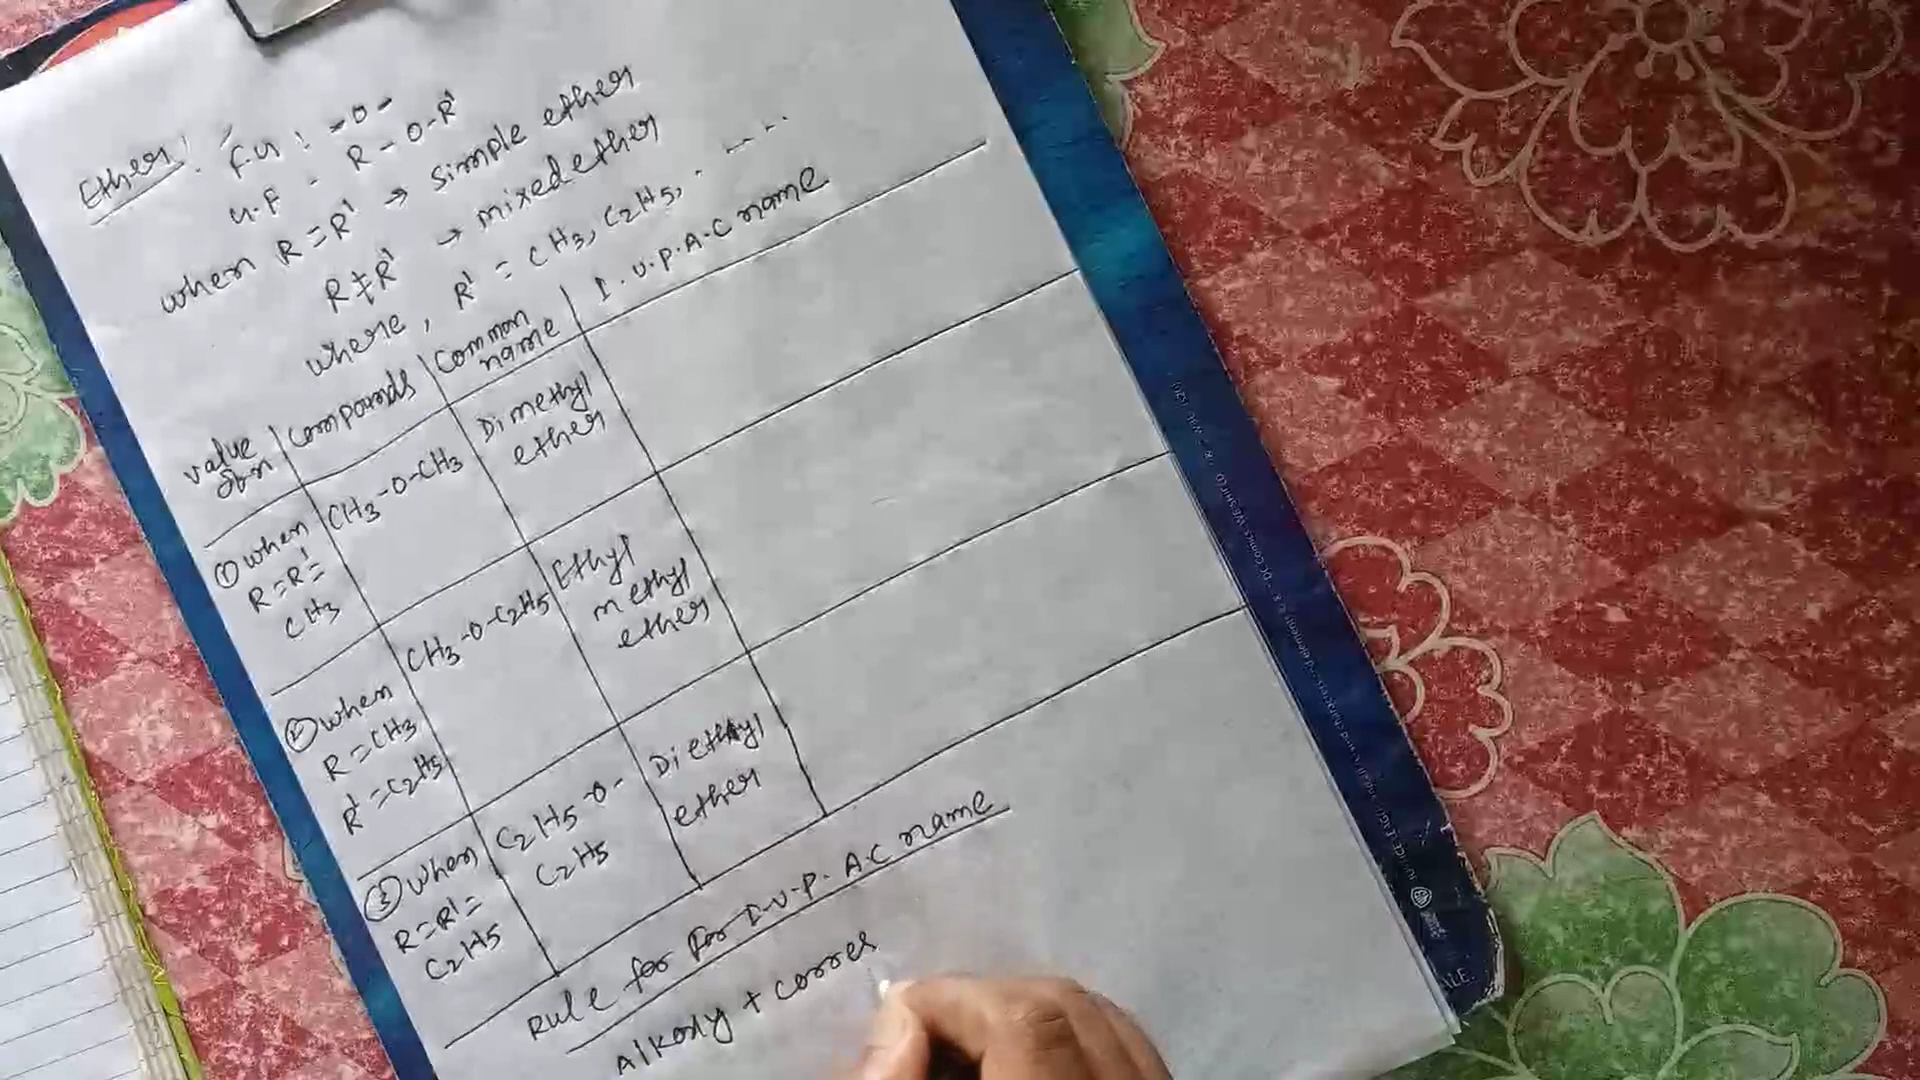 Ether: F.G : -O-
G.F - R-O-R'
when R=R' → simple ether
R≠R' → mixed ether
where, R' = CH3, C2H5, . ....
value of n | compounds | Common name | I.U.P.A.C name
① when R=R'= CH3 | CH3-O-CH3 | Dimethyl ether
② when R=CH3 R'=C2H5 | CH3-O-C2H5 | Ethyl methyl ether
③ when R=R'= C2H5 | C2H5-O-C2H5 | Diethyl ether
Rule for For I.U.P.A.C name
Alkoxy + corres